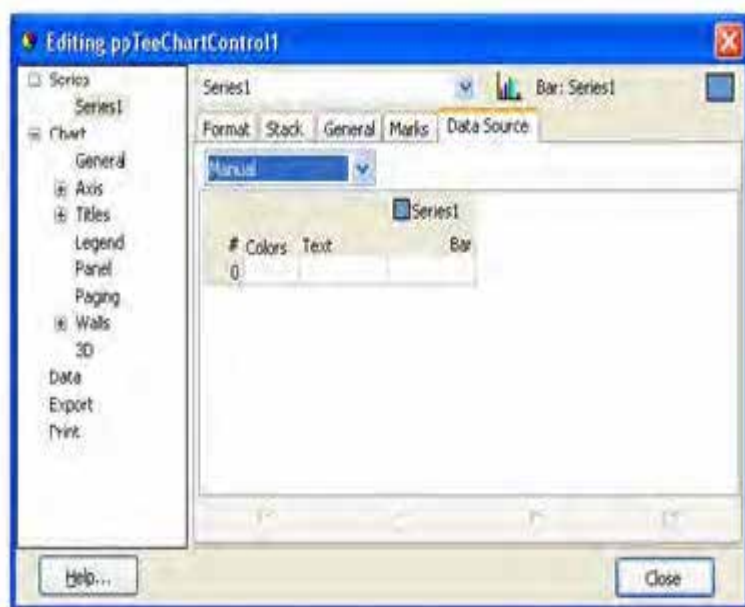 Editing ppTeeChartControl1
Series
Series1
Chart
General
Axis
Titles
Legend
Panel
Paging
Walls
3D
Data
Export
Print
Series1
Bar: Series1
Format Stack General Marks Data Source
Manual
Series1
# Colors Text Bar
0
Help...
Close